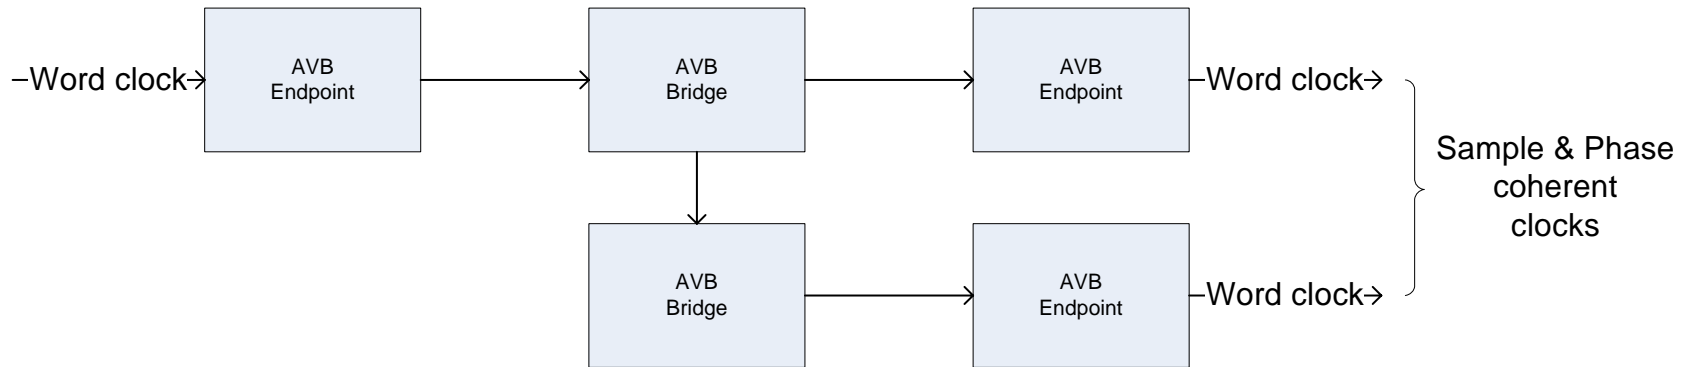 Word clock
AVB
Endpoint
AVB
Bridge
AVB
Endpoint
Word clock
Sample & Phase
coherent
clocks
AVB
Bridge
AVB
Endpoint
Word clock